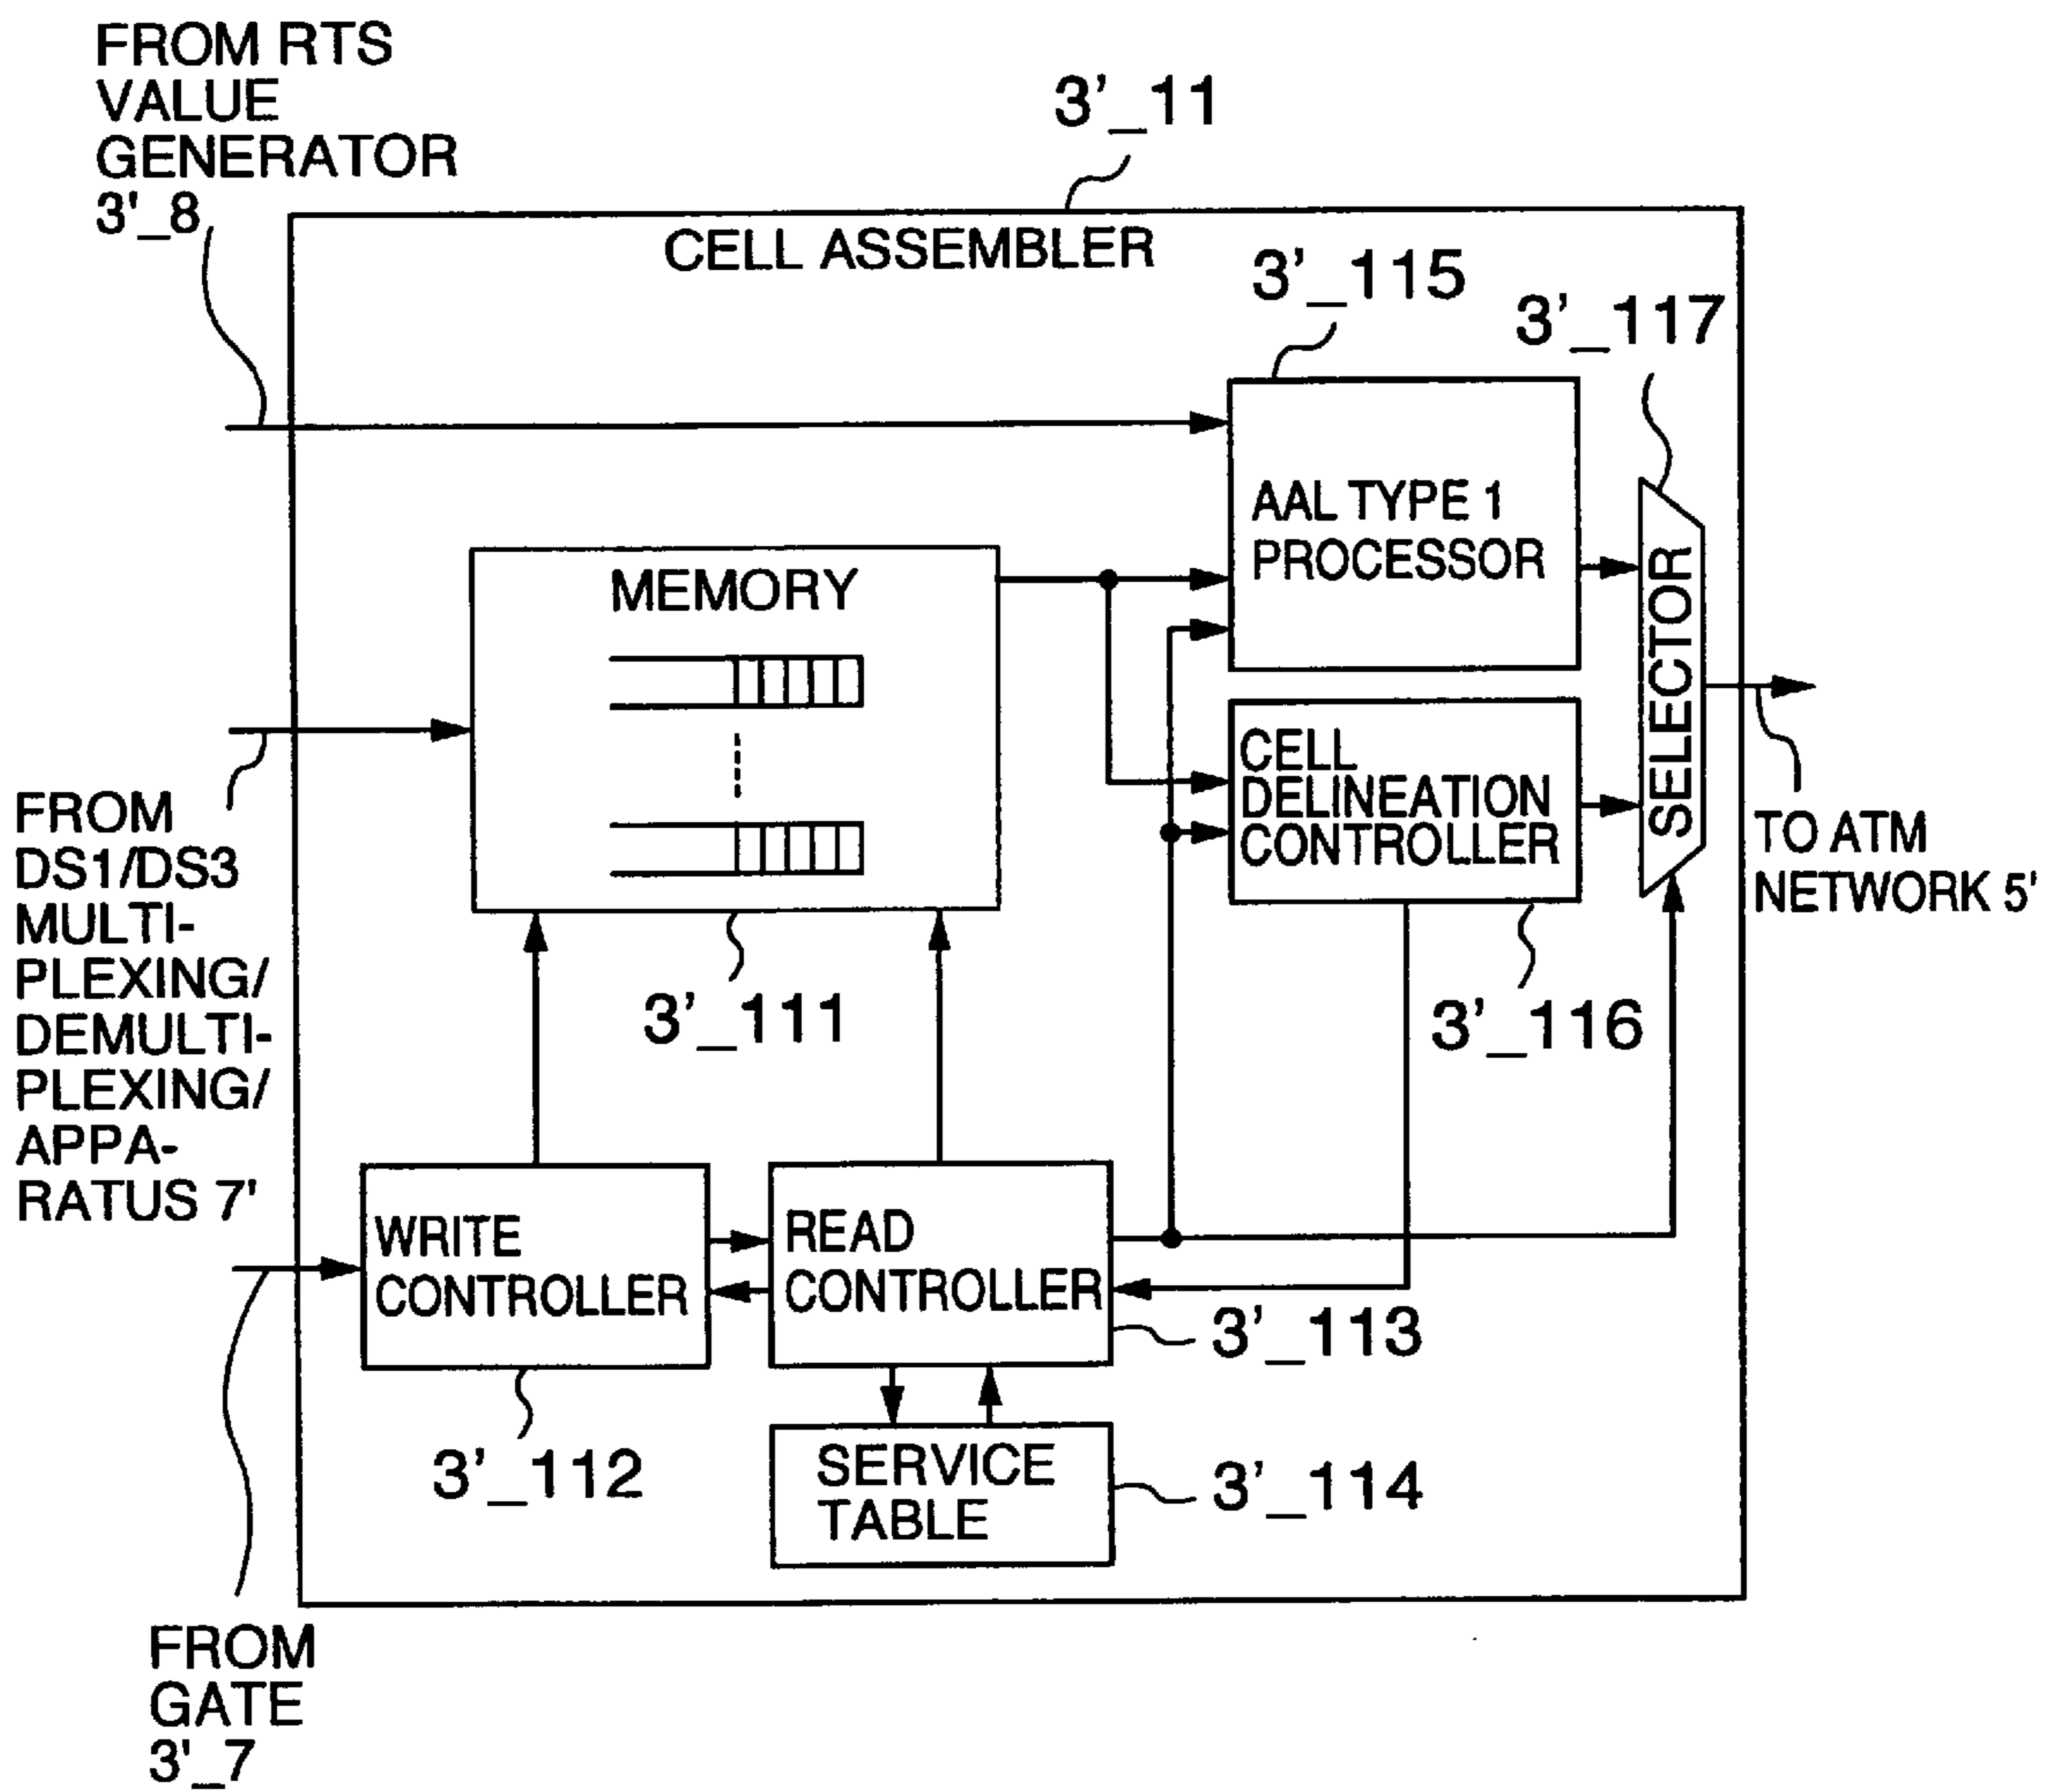 FROM RTS
VALUE
GENERATOR
3'_8
3'_11
CELL ASSEMBLER
3'_115
3'_117
AAL TYPE 1
PROCESSOR
MEMORY
SELECTOR
CELL
DELINEATION
CONTROLLER
TO ATM
NETWORK 5'
FROM
DS1/DS3
MULTI-
PLEXING/
DEMULTI-
PLEXING/
APPA-
RATUS 7'
3'_111
3'_116
WRITE
CONTROLLER
READ
CONTROLLER
3'_113
3'_112
SERVICE
TABLE
3'_114
FROM
GATE
3'_7